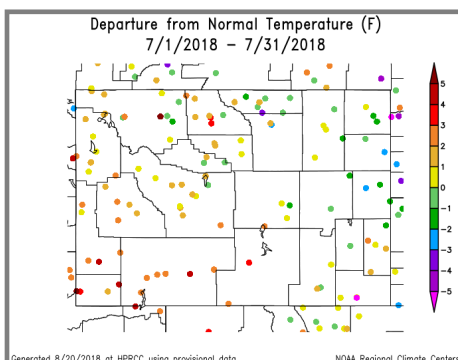 Departure from Normal Temperature (F)
7/1/2018 – 7/31/2018
5
4
3
2
1
0
−1
−2
−3
−4
−5
Generated 8/20/2018 at HPRCC using provisional data.
NOAA Regional Climate Centers